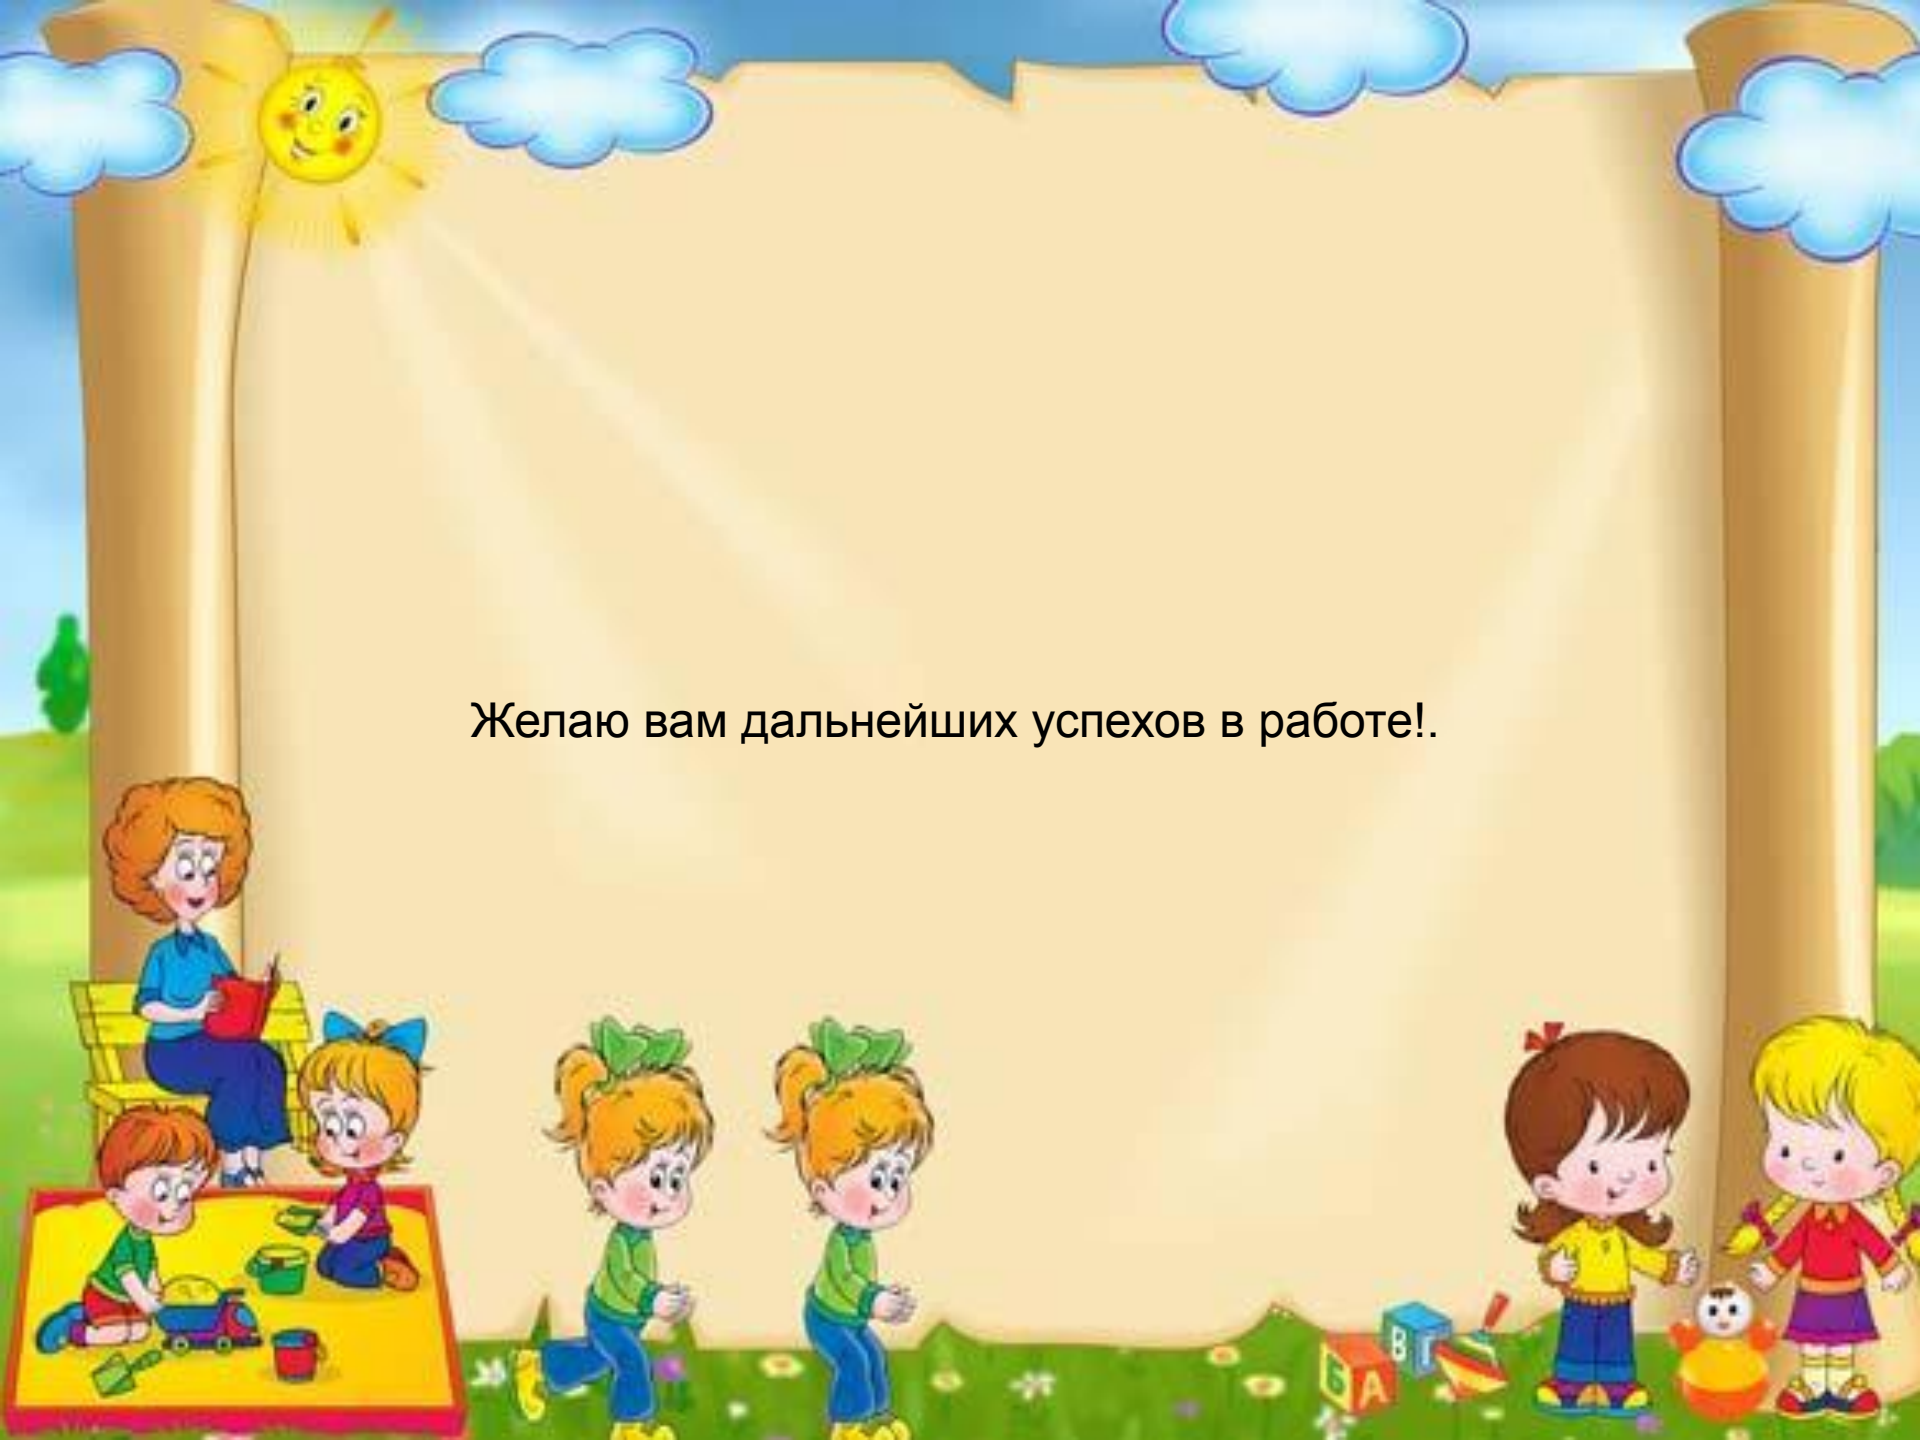 Желаю вам дальнейших успехов в работе!.
В Г
Б А